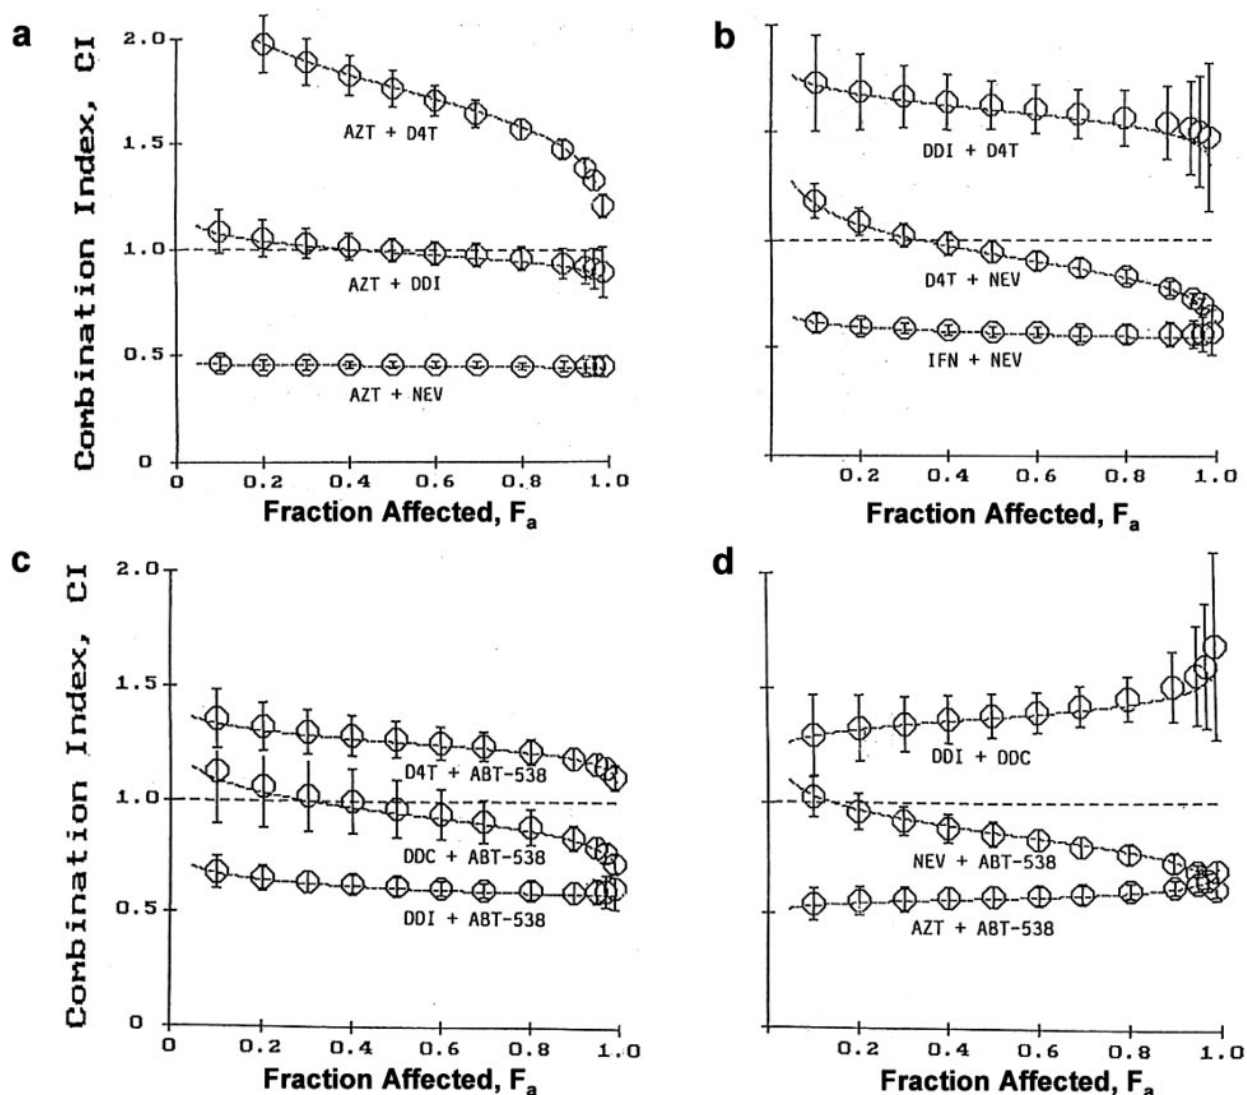 a
Combination Index, CI
2.0
1.5
1.0
0.5
0
AZT + D4T
AZT + DDI
AZT + NEV
0 0.2 0.4 0.6 0.8 1.0
Fraction Affected, Fa
b
DDI + D4T
D4T + NEV
IFN + NEV
0.2 0.4 0.6 0.8 1.0
Fraction Affected, Fa
c
Combination Index, CI
2.0
1.5
1.0
0.5
0
D4T + ABT-538
DDC + ABT-538
DDI + ABT-538
0 0.2 0.4 0.6 0.8 1.0
Fraction Affected, Fa
d
DDI + DDC
NEV + ABT-538
AZT + ABT-538
0.2 0.4 0.6 0.8 1.0
Fraction Affected, Fa